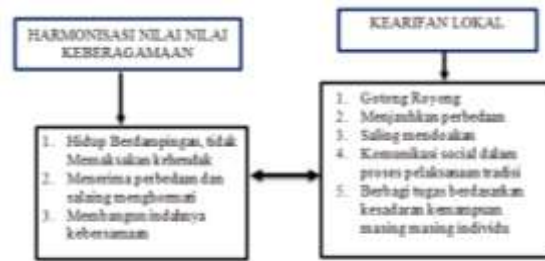 HARMONISASI NILAI NILAI
KEBERAGAMAAN
KEARIFAN LOKAL
1. Hidup Berdampingan, tidak
Memaksakan kehendak
2. Menerima perbedaan dan
salaing menghormati
3. Membangun indahnya
kebersamaan
1. Gotong Royong
2. Menjauhkan perbedaan
3. Saling mendoakan
4. Komunikasi social dalam
proses pelaksanaan tradisi
5. Berbagi tugas berdasarkan
kesadaran kemampuan
masing masing individu